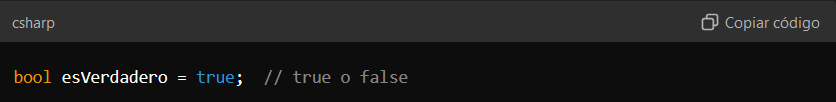 csharp Copiar código
bool esVerdadero = true;  // true o false